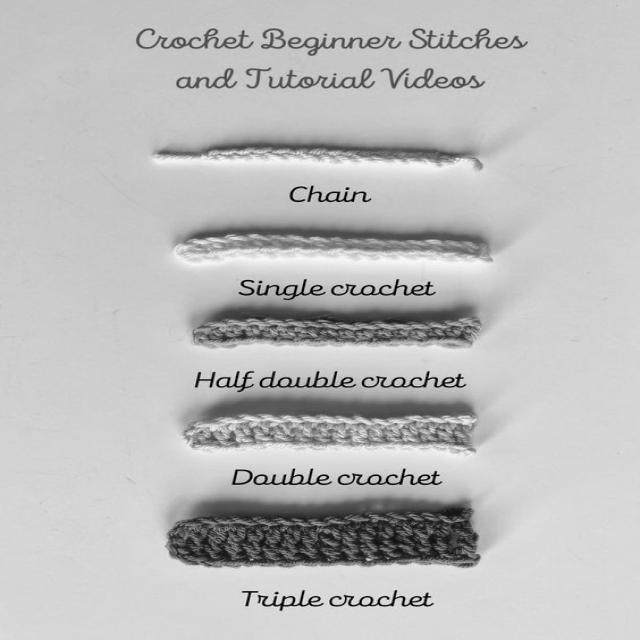 Crochet Beginner Stitches
and Tutorial Videos
Chain
Single crochet
Half double crochet
Double crochet
Triple crochet